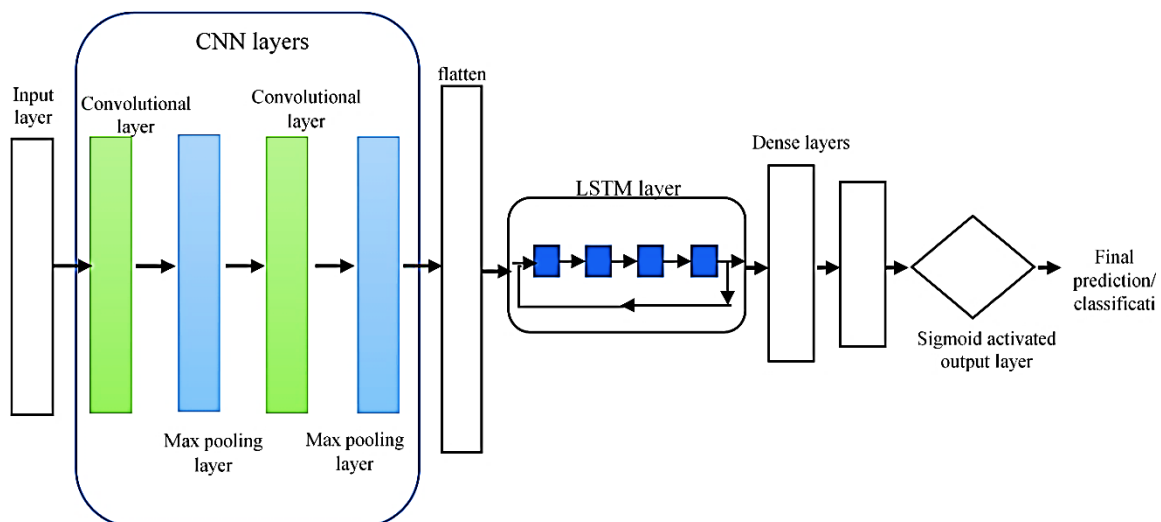 CNN layers
Input
layer
Convolutional
layer
Convolutional
layer
flatten
Max pooling
layer
Max pooling
layer
LSTM layer
Dense layers
Sigmoid activated
output layer
Final
prediction/
classificati